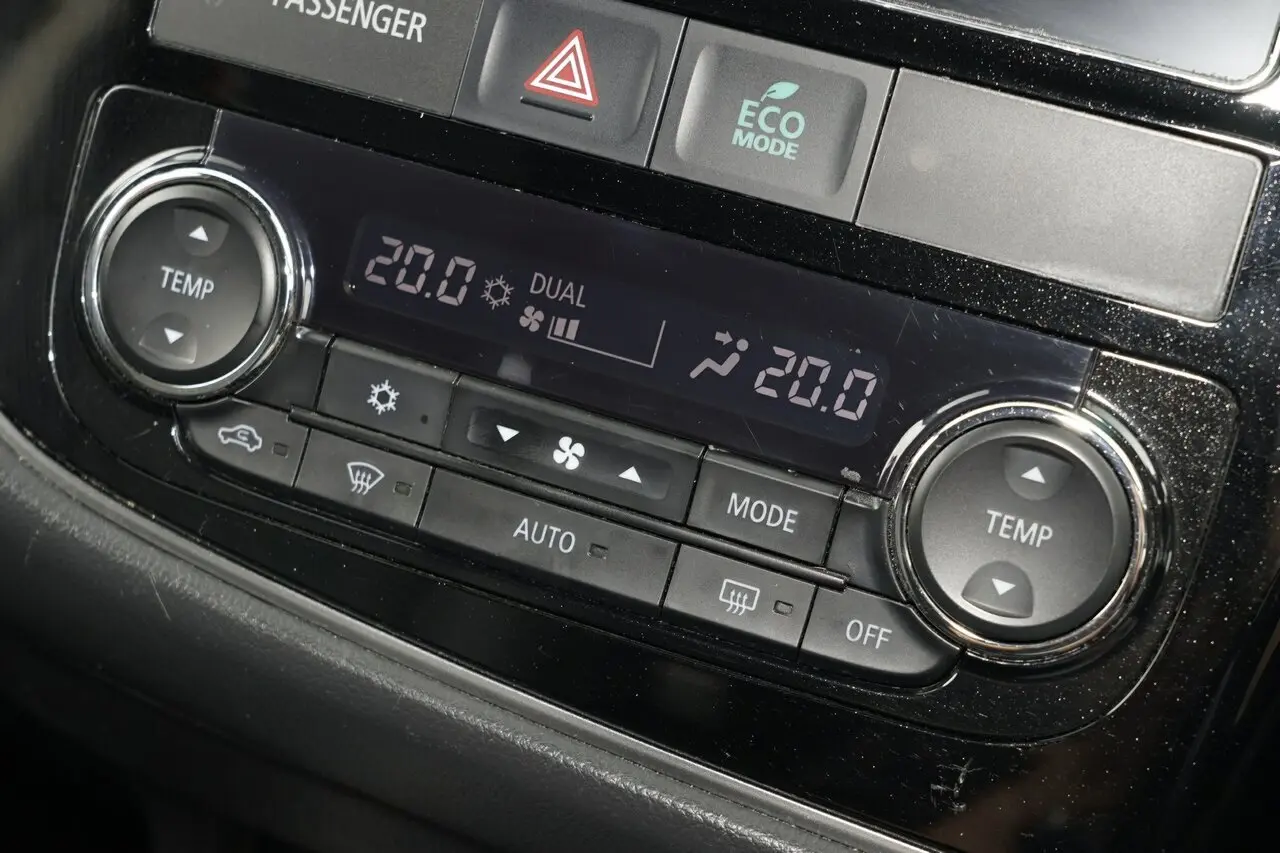 PASSENGER
ECO
MODE
TEMP
20.0
DUAL
20.0
MODE
TEMP
AUTO
OFF